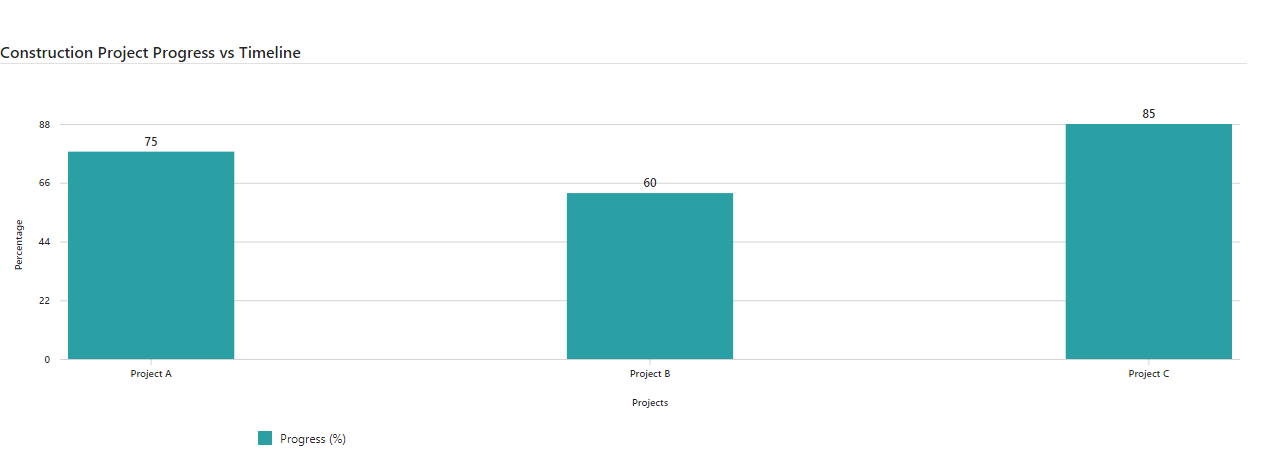 Construction Project Progress vs Timeline
85
88
75
66
60
44
Percentage
22
0
Project A
Project B
Project C
Projects
Progress (%)